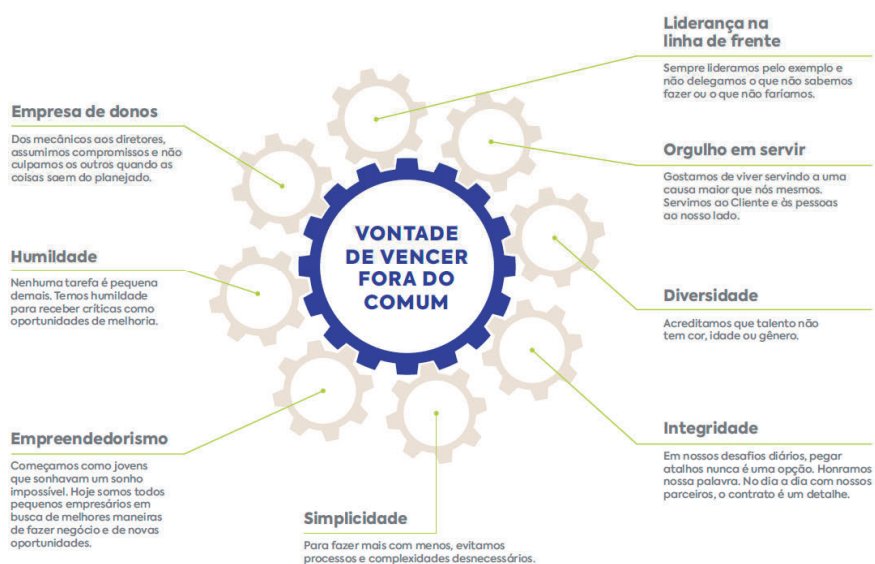 Liderança na
linha de frente
Sempre lideramos pelo exemplo e
não delegamos o que não sabemos
fazer ou o que não faríamos.
Empresa de donos
Dos mecânicos aos diretores,
assumimos compromissos e não
culpamos os outros quando as
coisas saem do planejado.
Orgulho em servir
Gostamos de viver servindo a uma
causa maior que nós mesmos.
Servimos ao Cliente e às pessoas
ao nosso lado.
VONTADE
DE VENCER
FORA DO
COMUM
Humildade
Nenhuma tarefa é pequena
demais. Temos humildade
para receber críticas como
oportunidades de melhoria.
Diversidade
Acreditamos que talento não
tem cor, idade ou gênero.
Empreendedorismo
Começamos como jovens
que sonhavam um sonho
impossível. Hoje somos todos
pequenos empresários em
busca de melhores maneiras
de fazer negócio e de novas
oportunidades.
Integridade
Em nossos desafios diários, pegar
atalhos nunca é uma opção. Honramos
nossa palavra. No dia a dia com nossos
parceiros, o contrato é um detalhe.
Simplicidade
Para fazer mais com menos, evitamos
processos e complexidades desnecessários.